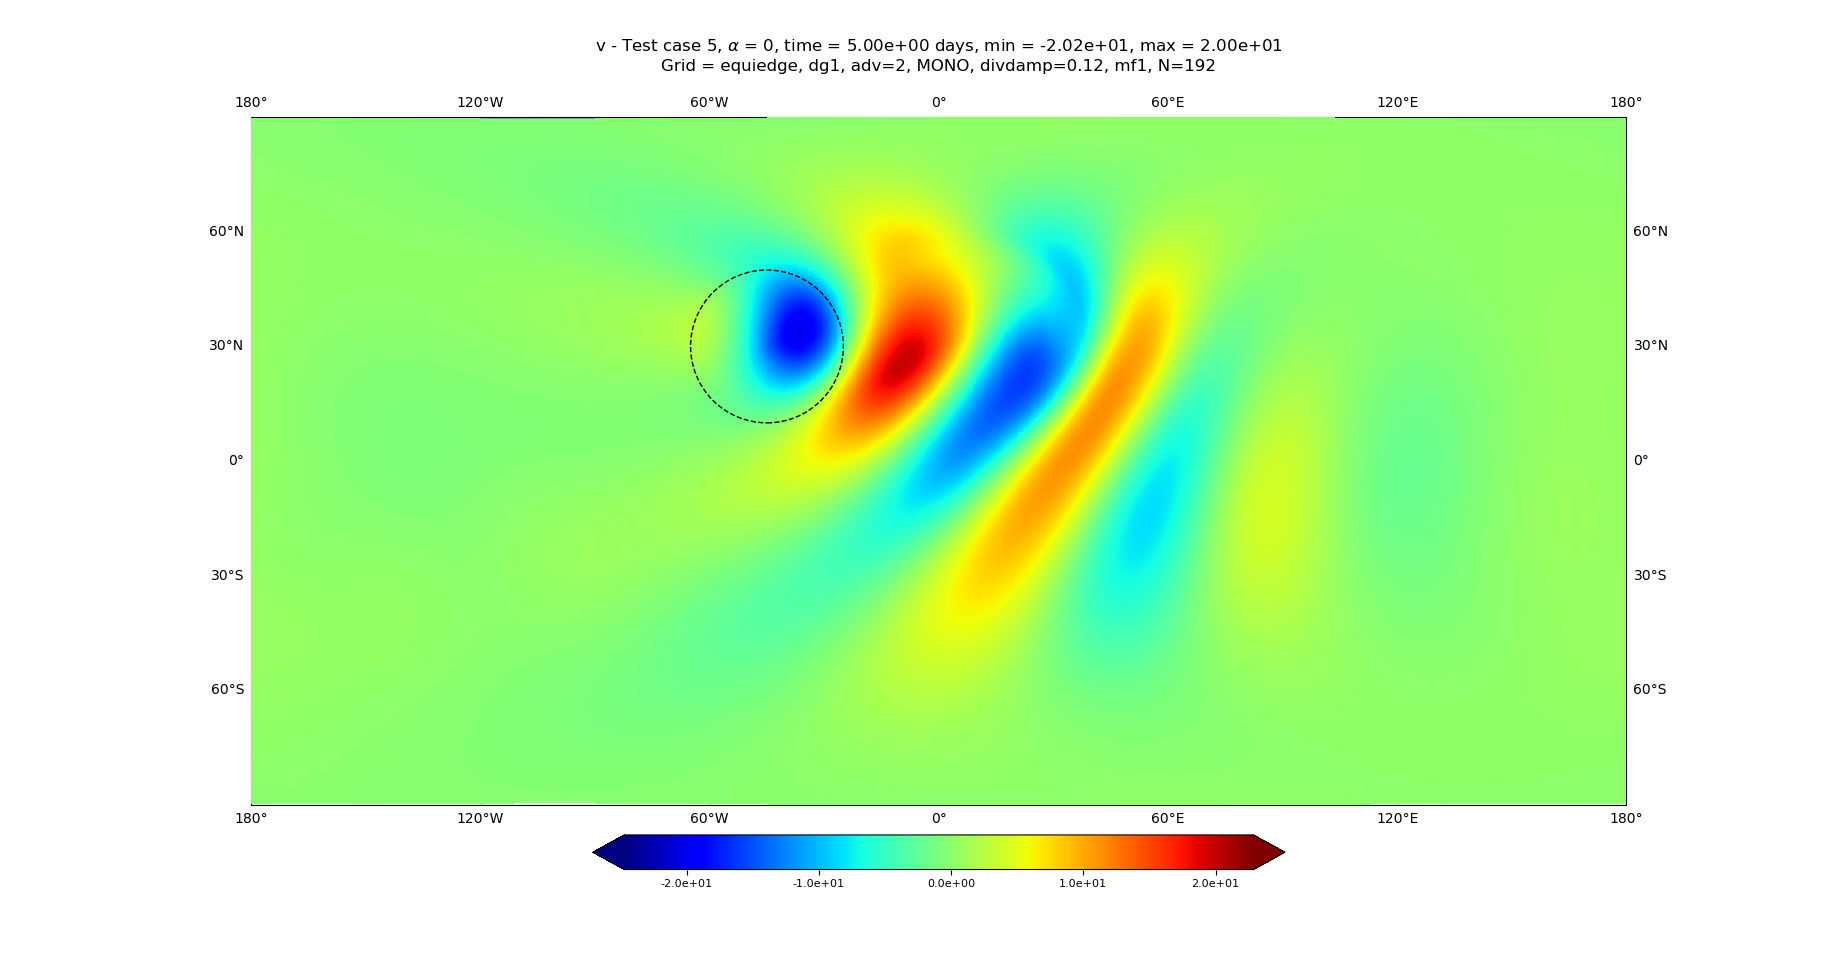 v - Test case 5, α = 0, time = 5.00e+00 days, min = -2.02e+01, max = 2.00e+01
Grid = equiedge, dg1, adv=2, MONO, divdamp=0.12, mf1, N=192
180° 120°W 60°W 0° 60°E 120°E 180°
60°N 60°N
30°N 30°N
0° 0°
30°S 30°S
60°S 60°S
180° 120°W 60°W 0° 60°E 120°E 180°
-2.0e+01 -1.0e+01 0.0e+00 1.0e+01 2.0e+01